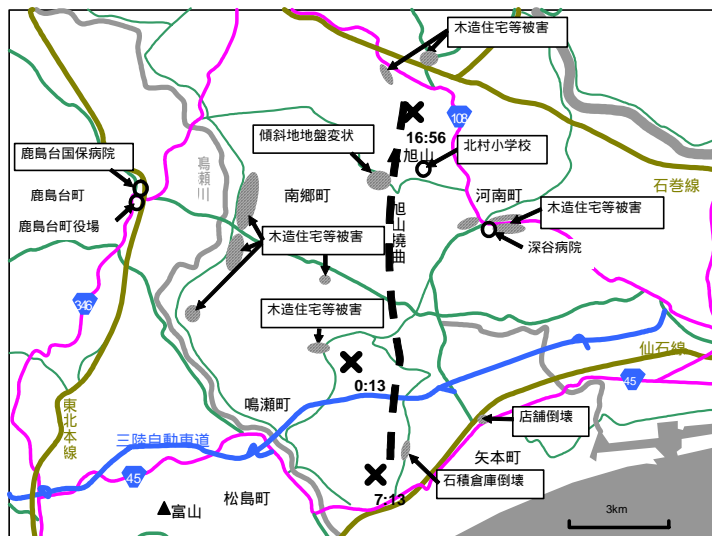 木造住宅等被害
108
16:56
傾斜地地盤変状
旭山
北村小学校
鹿島台国保病院
鳴瀬川
鹿島台町
南郷町
河南町
石巻線
木造住宅等被害
鹿島台町役場
旭山撓曲
深谷病院
木造住宅等被害
346
木造住宅等被害
仙石線
0:13
45
鳴瀬町
東北本線
三陸自動車道
店舗倒壊
矢本町
45
7:13
石積倉庫倒壊
松島町
富山
3km